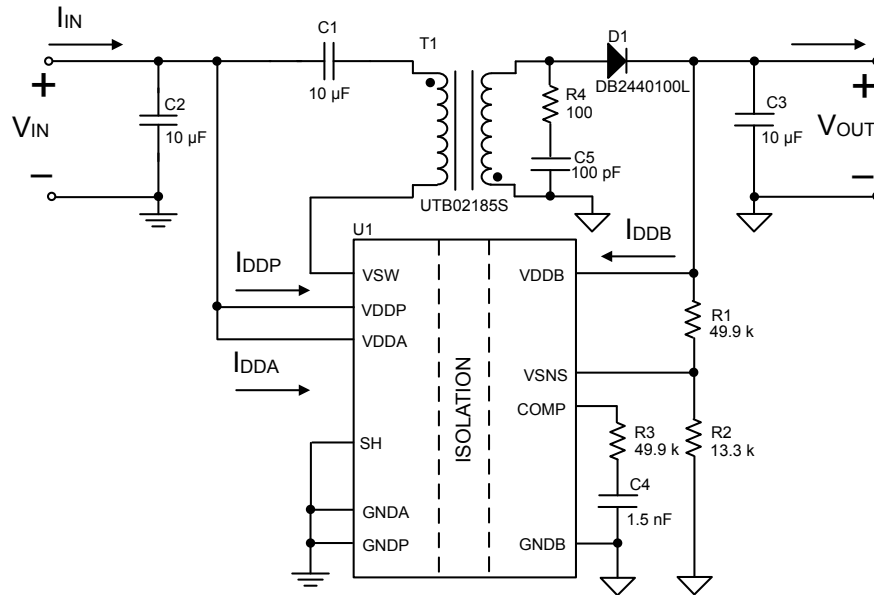 IIN
C1
10 µF
T1
D1
DB2440100L
+
VIN
–
C2
10 µF
R4
100
C5
100 pF
C3
10 µF
+
VOUT
–
UTB02185S
U1
IDDB
IDDP
IDDA
VSW
VDDP
VDDA
SH
GNDA
GNDP
ISOLATION
VDDB
VSNS
COMP
GNDB
R1
49.9 k
R3
49.9 k
R2
13.3 k
C4
1.5 nF